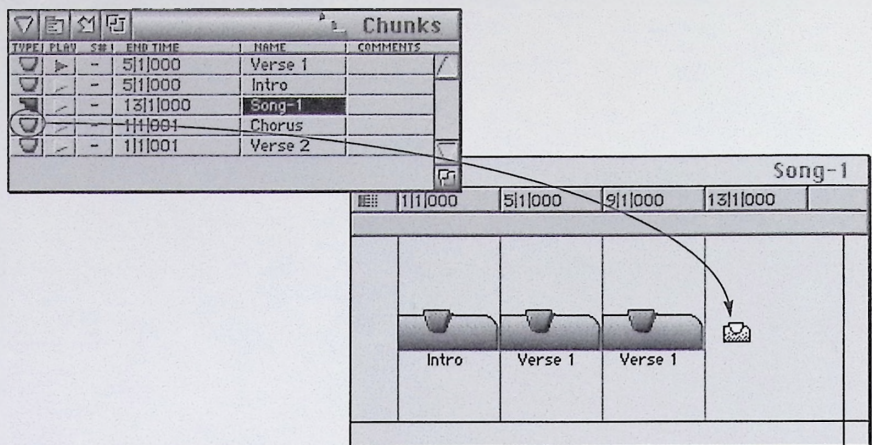 Chunks
TYPE PLAY S# END TIME NAME COMMENTS
- 5|1|000 Verse 1
- 5|1|000 Intro
- 13|1|000 Song-1
- 1|1|001 Chorus
- 1|1|001 Verse 2
Song-1
1|1|000 5|1|000 9|1|000 13|1|000
Intro Verse 1 Verse 1